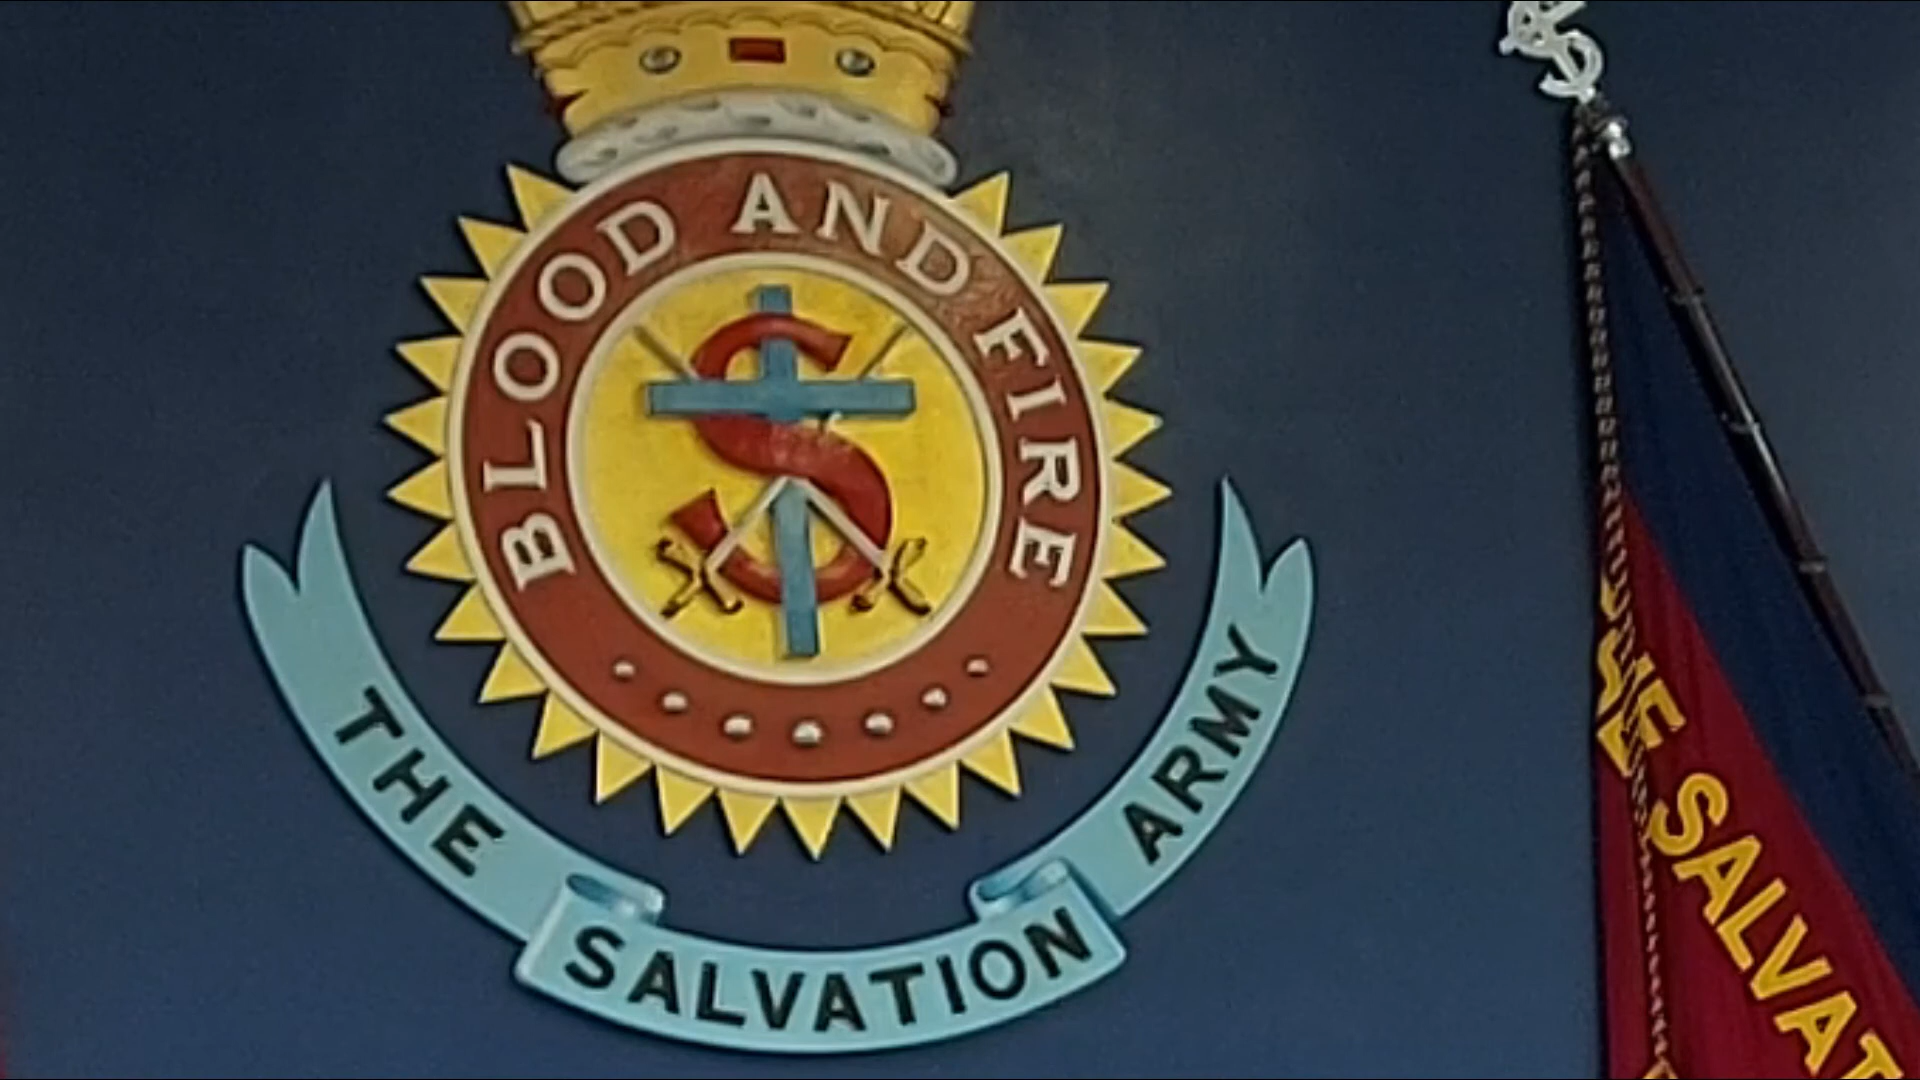 BLOOD AND FIRE
S
THE SALVATION ARMY
SALVAT